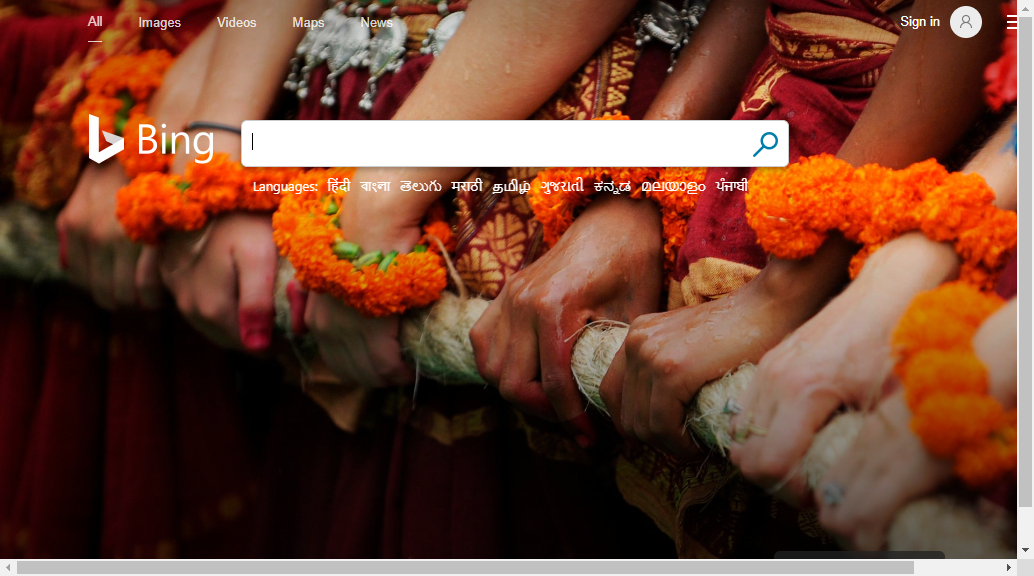 All Images Videos Maps News Sign in
Bing
Languages: हिंदी বাংলা తెలుగు मराठी தமிழ் ગુજરાતી ಕನ್ನಡ മലയാളം ਪੰਜਾਬੀ